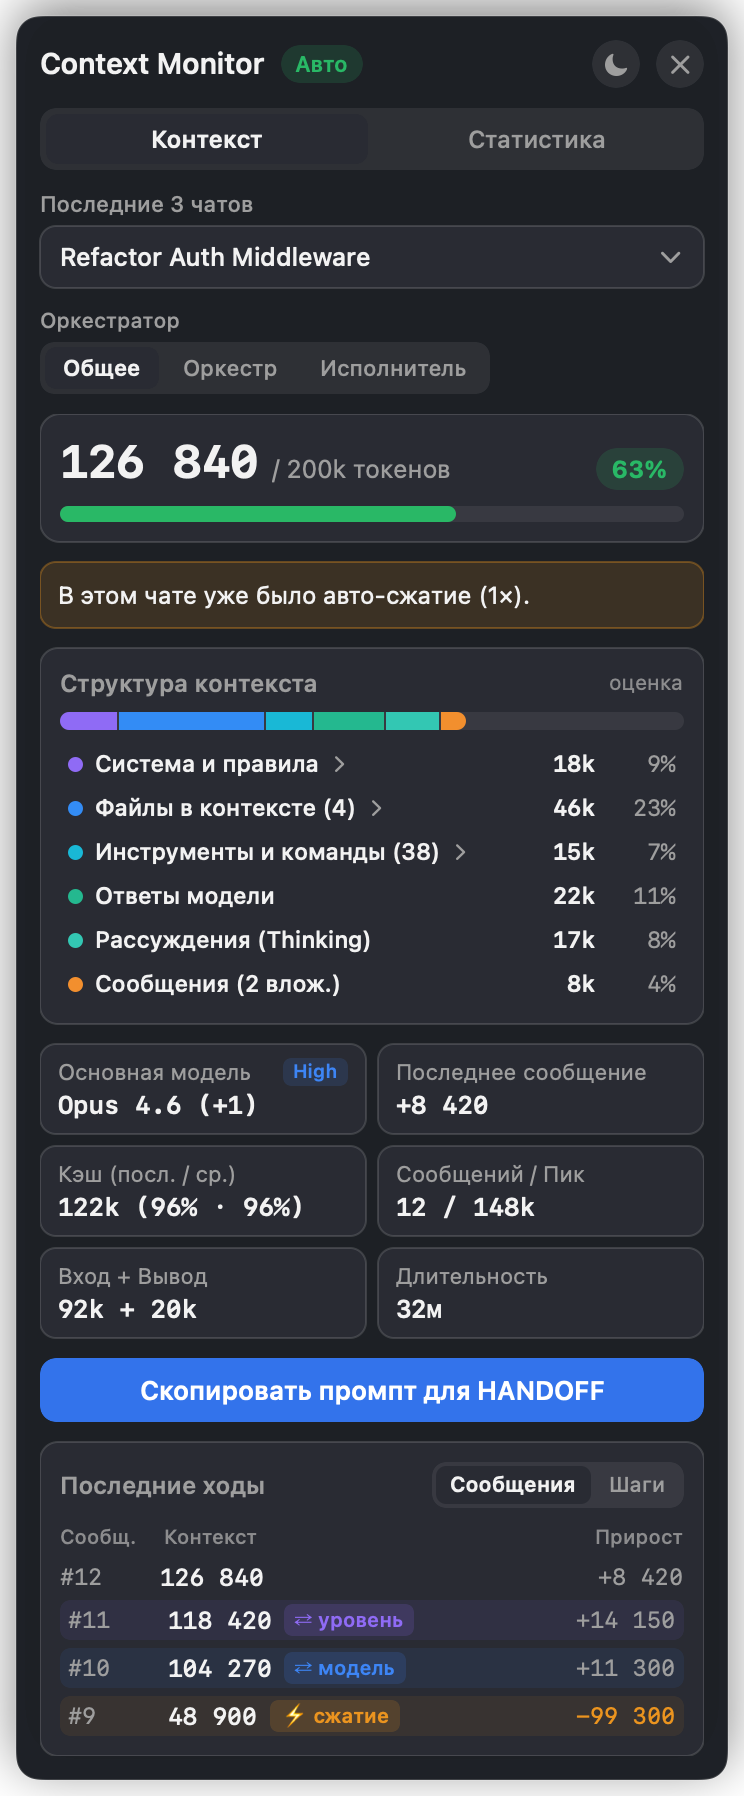 Context Monitor Авто
Контекст Статистика
Последние 3 чатов
Refactor Auth Middleware
Оркестратор
Общее Оркестр Исполнитель
126 840 / 200k токенов 63%
В этом чате уже было авто-сжатие (1×).
Структура контекста оценка
Система и правила 18k 9%
Файлы в контексте (4) 46k 23%
Инструменты и команды (38) 15k 7%
Ответы модели 22k 11%
Рассуждения (Thinking) 17k 8%
Сообщения (2 влож.) 8k 4%
Основная модель High
Opus 4.6 (+1)
Последнее сообщение
+8 420
Кэш (посл. / ср.)
122k (96% · 96%)
Сообщений / Пик
12 / 148k
Вход + Вывод
92k + 20k
Длительность
32м
Скопировать промпт для HANDOFF
Последние ходы Сообщения Шаги
Сообщ. Контекст Прирост
#12 126 840 +8 420
#11 118 420 ⇄ уровень +14 150
#10 104 270 ⇄ модель +11 300
#9 48 900 ⚡ сжатие −99 300